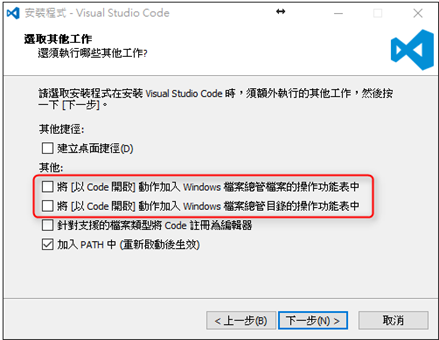 安裝程式 - Visual Studio Code
選取其他工作
還須執行哪些其他工作?
請選取安裝程式在安裝 Visual Studio Code 時，須額外執行的其他工作，然後按
一下 [下一步]。
其他捷徑:
建立桌面捷徑(D)
其他:
將 [以 Code 開啟] 動作加入 Windows 檔案總管檔案的操作功能表中
將 [以 Code 開啟] 動作加入 Windows 檔案總管目錄的操作功能表中
針對支援的檔案類型將 Code 註冊為編輯器
加入 PATH 中 (重新啟動後生效)
< 上一步(B)
下一步(N) >
取消